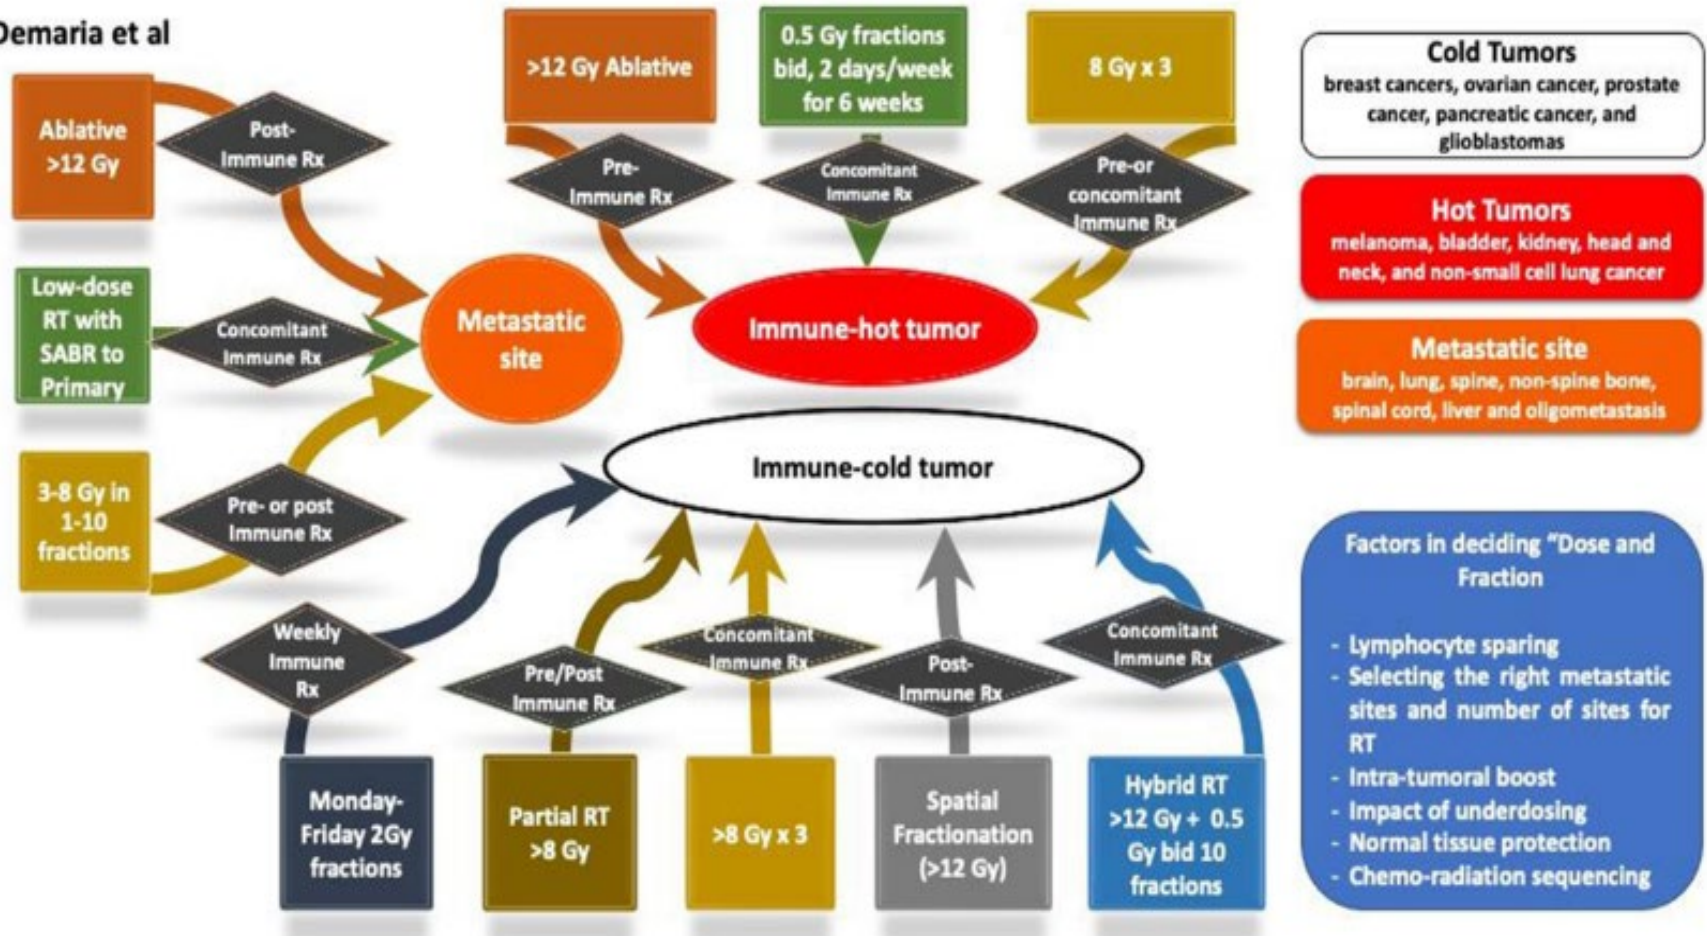 Demaria et al
Ablative
>12 Gy
Post-
Immune Rx
Low-dose
RT with
SABR to
Primary
Concomitant
Immune Rx
3-8 Gy in
1-10
fractions
Pre- or post
Immune Rx
Metastatic
site
>12 Gy Ablative
Pre-
Immune Rx
0.5 Gy fractions
bid, 2 days/week
for 6 weeks
Concomitant
Immune Rx
8 Gy x 3
Pre-or
concomitant
Immune Rx
Immune-hot tumor
Immune-cold tumor
Weekly
Immune
Rx
Monday-
Friday 2Gy
fractions
Pre/Post
Immune Rx
Partial RT
>8 Gy
Concomitant
Immune Rx
>8 Gy x 3
Post-
Immune Rx
Spatial
Fractionation
(>12 Gy)
Concomitant
Immune Rx
Hybrid RT
>12 Gy + 0.5
Gy bid 10
fractions
Cold Tumors
breast cancers, ovarian cancer, prostate
cancer, pancreatic cancer, and
glioblastomas
Hot Tumors
melanoma, bladder, kidney, head and
neck, and non-small cell lung cancer
Metastatic site
brain, lung, spine, non-spine bone,
spinal cord, liver and oligometastasis
Factors in deciding "Dose and
Fraction
- Lymphocyte sparing
- Selecting the right metastatic
sites and number of sites for
RT
- Intra-tumoral boost
- Impact of underdosing
- Normal tissue protection
- Chemo-radiation sequencing